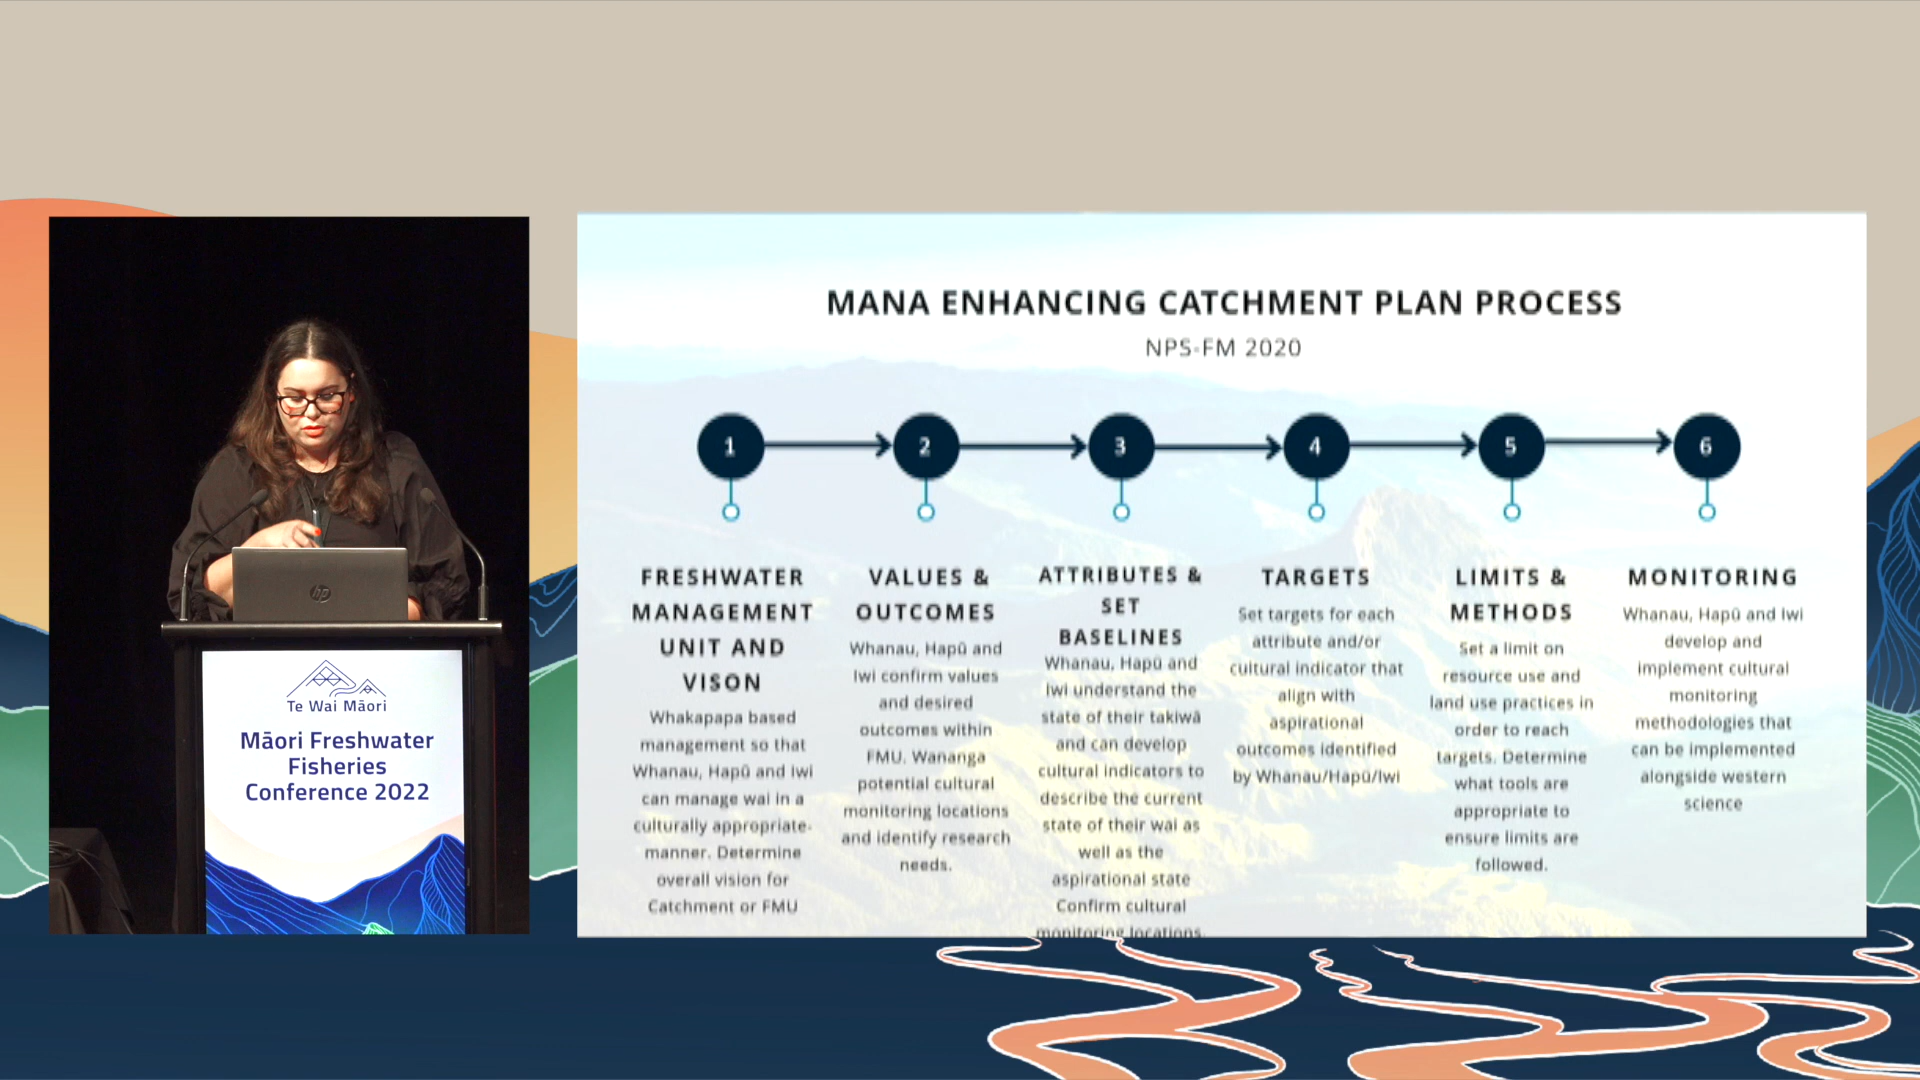 hp
Te Wai Māori
Māori Freshwater
Fisheries
Conference 2022
MANA ENHANCING CATCHMENT PLAN PROCESS
NPS-FM 2020
1
2
3
4
5
6
FRESHWATER
MANAGEMENT
UNIT AND
VISON
Whakapapa based
management so that
Whanau, Hapū and Iwi
can manage wai in a
culturally appropriate-
manner. Determine
overall vision for
Catchment or FMU
VALUES &
OUTCOMES
Whanau, Hapū and
Iwi confirm values
and desired
outcomes within
FMU. Wananga
potential cultural
monitoring locations
and identify research
needs.
ATTRIBUTES &
SET
BASELINES
Whanau, Hapū and
Iwi understand the
state of their takiwā
and can develop
cultural indicators to
describe the current
state of their wai as
well as the
aspirational state
Confirm cultural
monitoring locations.
TARGETS
Set targets for each
attribute and/or
cultural indicator that
align with
aspirational
outcomes identified
by Whanau/Hapū/Iwi
LIMITS &
METHODS
Set a limit on
resource use and
land use practices in
order to reach
targets. Determine
what tools are
appropriate to
ensure limits are
followed.
MONITORING
Whanau, Hapū and Iwi
develop and
implement cultural
monitoring
methodologies that
can be implemented
alongside western
science